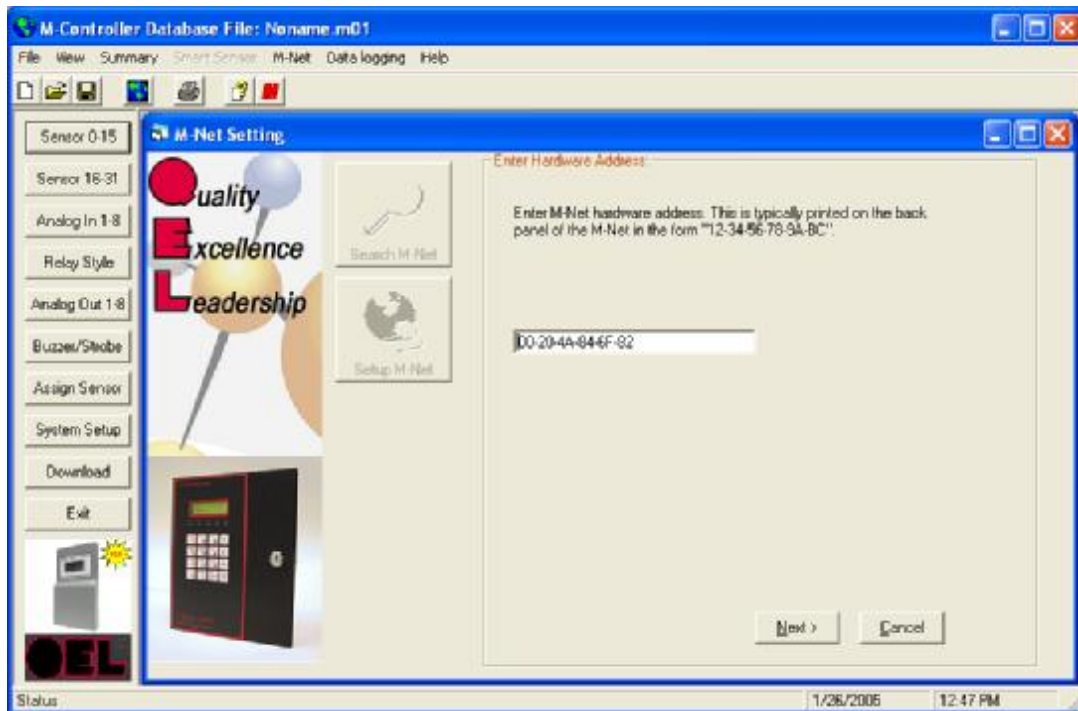 M-Controller Database File: Noname.m01
File View Summary Smart Sensor M-Net Data logging Help
Sensor 0-15
Sensor 16-31
Analog In 1-8
Relay Style
Analog Out 1-8
Buzzer/Strobe
Assign Sensor
System Setup
Download
Exit
QEL
M-Net Setting
Quality
Excellence
Leadership
Search M-Net
Setup M-Net
Enter Hardware Address:
Enter M-Net hardware address. This is typically printed on the back
panel of the M-Net in the form "12-34-56-78-9A-BC".
00-20-4A-84-6F-82
Next >
Cancel
Status 1/26/2005 12:47 PM